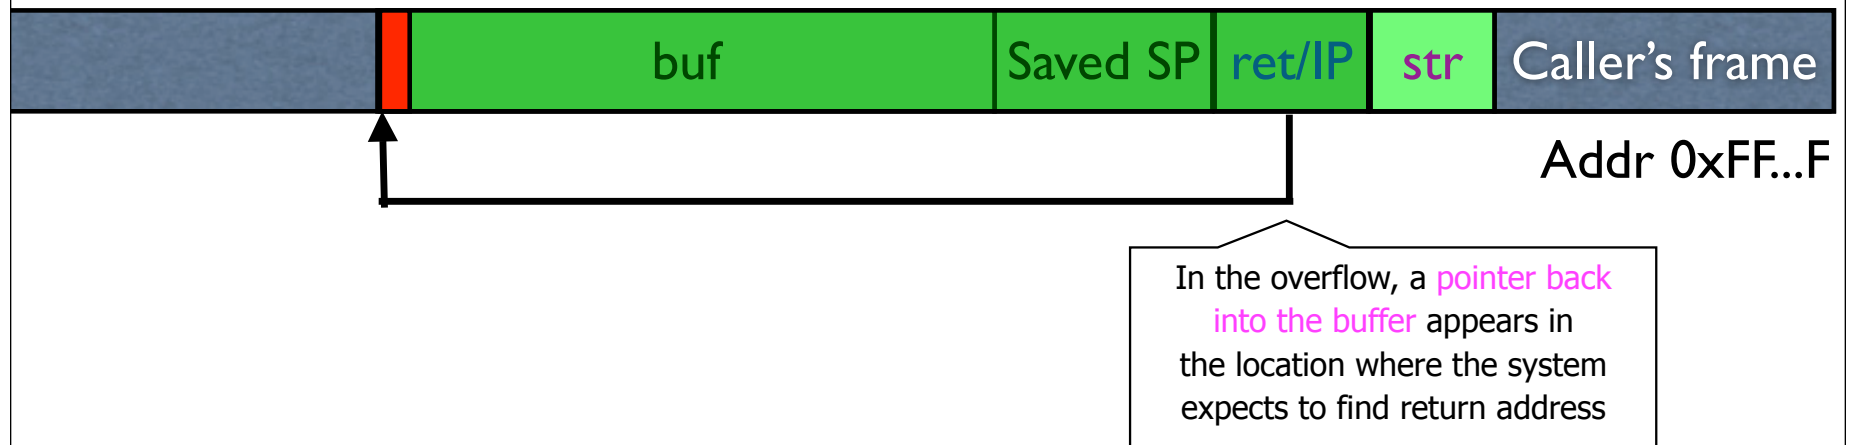 buf Saved SP ret/IP str Caller's frame
Addr 0xFF...F
In the overflow, a pointer back
into the buffer appears in
the location where the system
expects to find return address